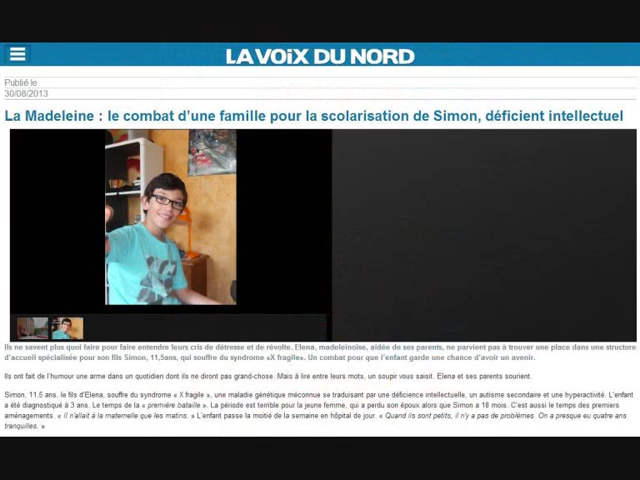 LA VOIX DU NORD
Publié le
30/08/2013
La Madeleine : le combat d’une famille pour la scolarisation de Simon, déficient intellectuel
Ils ne savent plus quoi faire pour faire entendre leurs cris de détresse et de révolte. Elena, madeleinoise, aidée de ses parents, ne parvient pas à trouver une place dans une structure
d’accueil spécialisée pour son fils Simon, 11,5ans, qui souffre du syndrome «X fragile». Un combat pour que l’enfant garde une chance d’avoir un avenir.
Ils ont fait de l’humour une arme dans un quotidien dont ils ne diront pas grand-chose. Mais à lire entre leurs mots, un soupir vous saisit. Elena et ses parents sourient.
Simon, 11,5 ans, le fils d’Elena, souffre du syndrome « X fragile », une maladie génétique méconnue se traduisant par une déficience intellectuelle, un autisme secondaire et une hyperactivité. L’enfant
a été diagnostiqué à 3 ans. Le temps de la « première bataille ». La période est terrible pour la jeune femme, qui a perdu son époux alors que Simon a 18 mois. C’est aussi le temps des premiers
aménagements. « Il n’allait à la maternelle que les matins. » L’enfant passe la moitié de la semaine en hôpital de jour. « Quand ils sont petits, il n’y a pas de problèmes. On a presque eu quatre ans
tranquilles. »